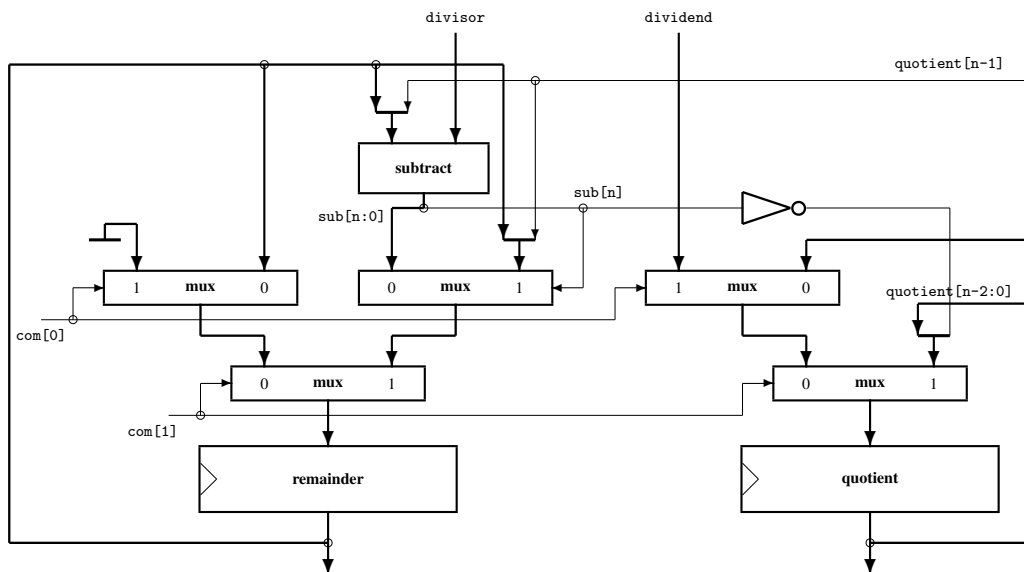 divisor
dividend
quotient[n-1]
subtract
sub[n]
sub[n:0]
1 mux 0
0 mux 1
1 mux 0
quotient[n-2:0]
com[0]
0 mux 1
0 mux 1
com[1]
remainder
quotient